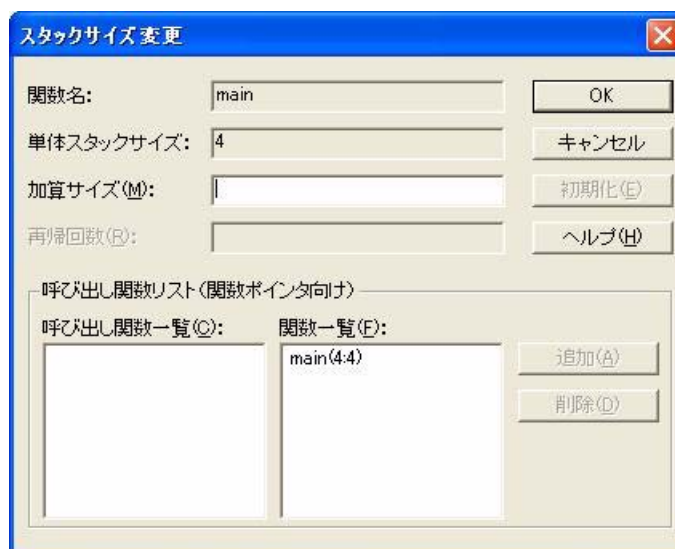 スタックサイズ変更
関数名: main OK
単体スタックサイズ: 4 キャンセル
加算サイズ(M): 初期化(E)
再帰回数(R): ヘルプ(H)
呼び出し関数リスト(関数ポインタ向け)
呼び出し関数一覧(C): 関数一覧(F):
main(4:4) 追加(A)
削除(D)